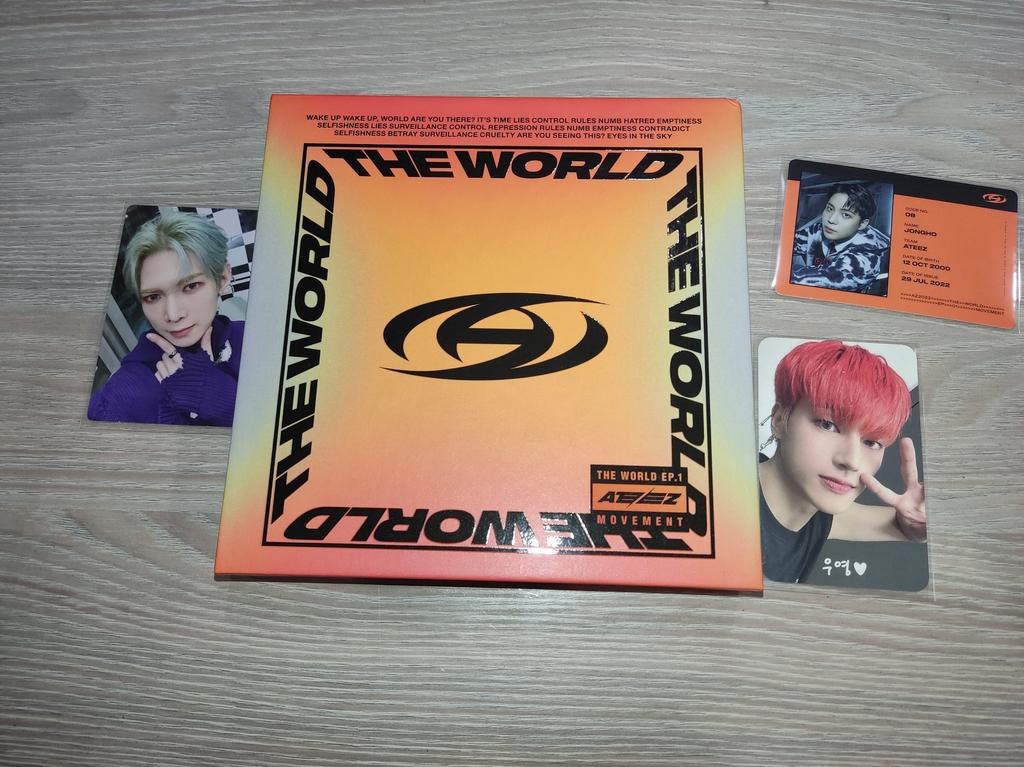 WAKE UP WAKE UP, WORLD ARE YOU THERE? IT'S TIME LIES CONTROL RULES NUMB HATRED EMPTINESS
SELFISHNESS LIES SURVEILLANCE CONTROL REPRESSION RULES NUMB EMPTINESS CONTRADICT
SELFISHNESS BETRAY SURVEILLANCE CRUELTY ARE YOU SEEING THIS? EYES IN THE SKY
THE WORLD
THE WORLD
THE WORLD
THE WORLD
THE WORLD EP.1
ATEEZ
MOVEMENT
CODE NO.
08
NAME
JONGHO
TEAM
ATEEZ
DATE OF BIRTH
12 OCT 2000
DATE OF ISSUE
29 JUL 2022
우영♥